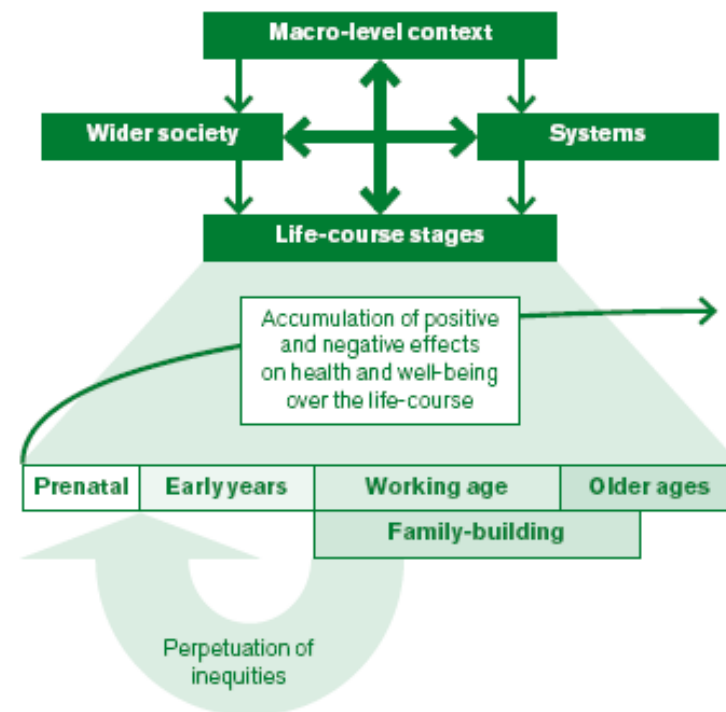 Macro-level context
Wider society
Systems
Life-course stages
Accumulation of positive
and negative effects
on health and well-being
over the life-course
Prenatal
Early years
Working age
Older ages
Family-building
Perpetuation of
inequities